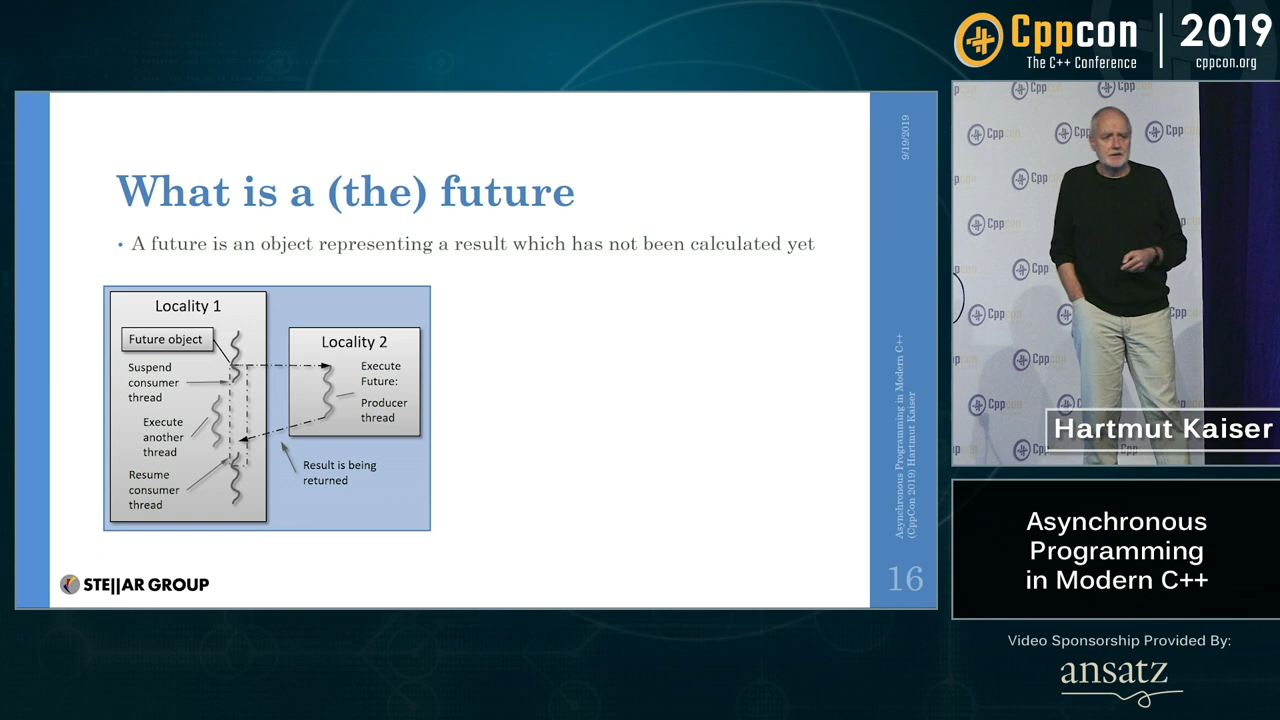 Cppcon | 2019
The C++ Conference
cppcon.org
9/19/2019
What is a (the) future
• A future is an object representing a result which has not been calculated yet
Locality 1
Future object
Suspend
consumer
thread
Execute
another
thread
Resume
consumer
thread
Locality 2
Execute
Future:
Producer
thread
Result is being
returned
Asynchronous Programming in Modern C++
(CppCon 2019) Hartmut Kaiser
16
STE||AR GROUP
Hartmut Kaiser
Asynchronous
Programming
in Modern C++
Video Sponsorship Provided By:
ansatz